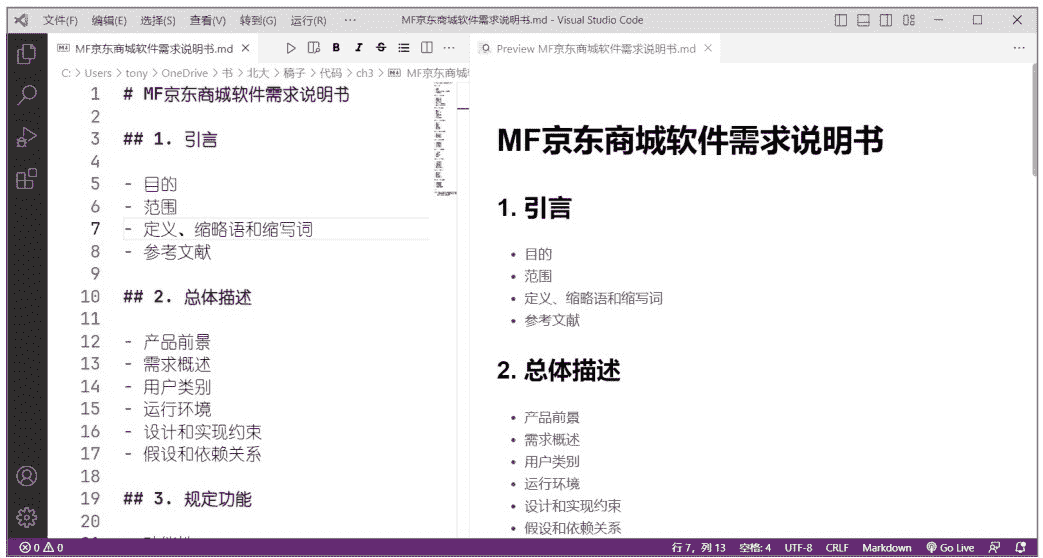 文件(F) 编辑(E) 选择(S) 查看(V) 转到(G) 运行(R) ··· MF京东商城软件需求说明书.md - Visual Studio Code
MF京东商城软件需求说明书.md × B I S ··· Preview MF京东商城软件需求说明书.md × ···
C: > Users > tony > OneDrive > 书 > 北大 > 稿子 > 代码 > ch3 > MF京东商城
1 # MF京东商城软件需求说明书
2
3 ## 1. 引言
4
5 - 目的
6 - 范围
7 - 定义、缩略语和缩写词
8 - 参考文献
9
10 ## 2. 总体描述
11
12 - 产品前景
13 - 需求概述
14 - 用户类别
15 - 运行环境
16 - 设计和实现约束
17 - 假设和依赖关系
18
19 ## 3. 规定功能
20
MF京东商城软件需求说明书
1. 引言
• 目的
• 范围
• 定义、缩略语和缩写词
• 参考文献
2. 总体描述
• 产品前景
• 需求概述
• 用户类别
• 运行环境
• 设计和实现约束
• 假设和依赖关系
0 0 行 7，列 13 空格: 4 UTF-8 CRLF Markdown Go Live